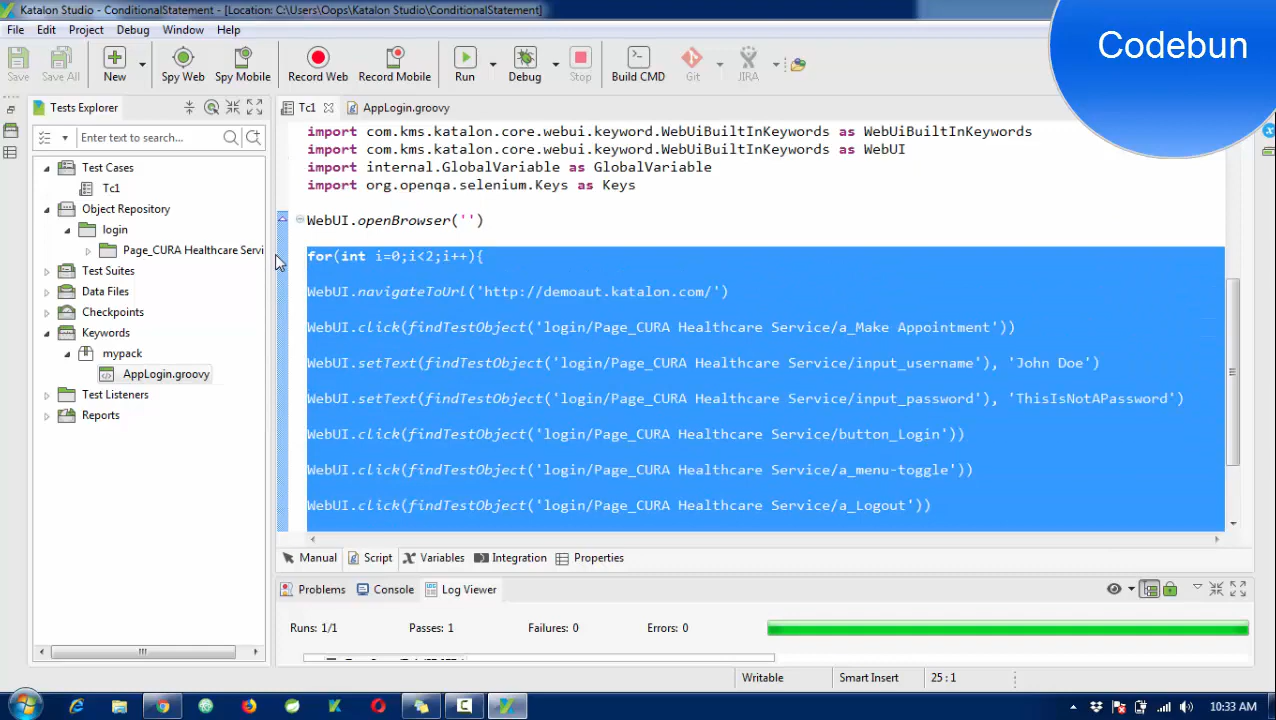 Katalon Studio - ConditionalStatement - [Location: C:\Users\Oops\Katalon Studio\ConditionalStatement]
File Edit Project Debug Window Help
Codebun
Save Save All New Spy Web Spy Mobile Record Web Record Mobile Run Debug Stop Build CMD Git JIRA
Tests Explorer
Tc1 AppLogin.groovy
Enter text to search...
Test Cases
Tc1
Object Repository
login
Page_CURA Healthcare Servi
Test Suites
Data Files
Checkpoints
Keywords
mypack
AppLogin.groovy
Test Listeners
Reports
import com.kms.katalon.core.webui.keyword.WebUiBuiltInKeywords as WebUiBuiltInKeywords
import com.kms.katalon.core.webui.keyword.WebUiBuiltInKeywords as WebUI
import internal.GlobalVariable as GlobalVariable
import org.openqa.selenium.Keys as Keys
WebUI.openBrowser('')
for(int i=0;i<2;i++){
WebUI.navigateToUrl('http://demoaut.katalon.com/')
WebUI.click(findTestObject('login/Page_CURA Healthcare Service/a_Make Appointment'))
WebUI.setText(findTestObject('login/Page_CURA Healthcare Service/input_username'), 'John Doe')
WebUI.setText(findTestObject('login/Page_CURA Healthcare Service/input_password'), 'ThisIsNotAPassword')
WebUI.click(findTestObject('login/Page_CURA Healthcare Service/button_Login'))
WebUI.click(findTestObject('login/Page_CURA Healthcare Service/a_menu-toggle'))
WebUI.click(findTestObject('login/Page_CURA Healthcare Service/a_Logout'))
Manual Script Variables Integration Properties
Problems Console Log Viewer
Runs: 1/1 Passes: 1 Failures: 0 Errors: 0
Writable Smart Insert 25 : 1
10:33 AM